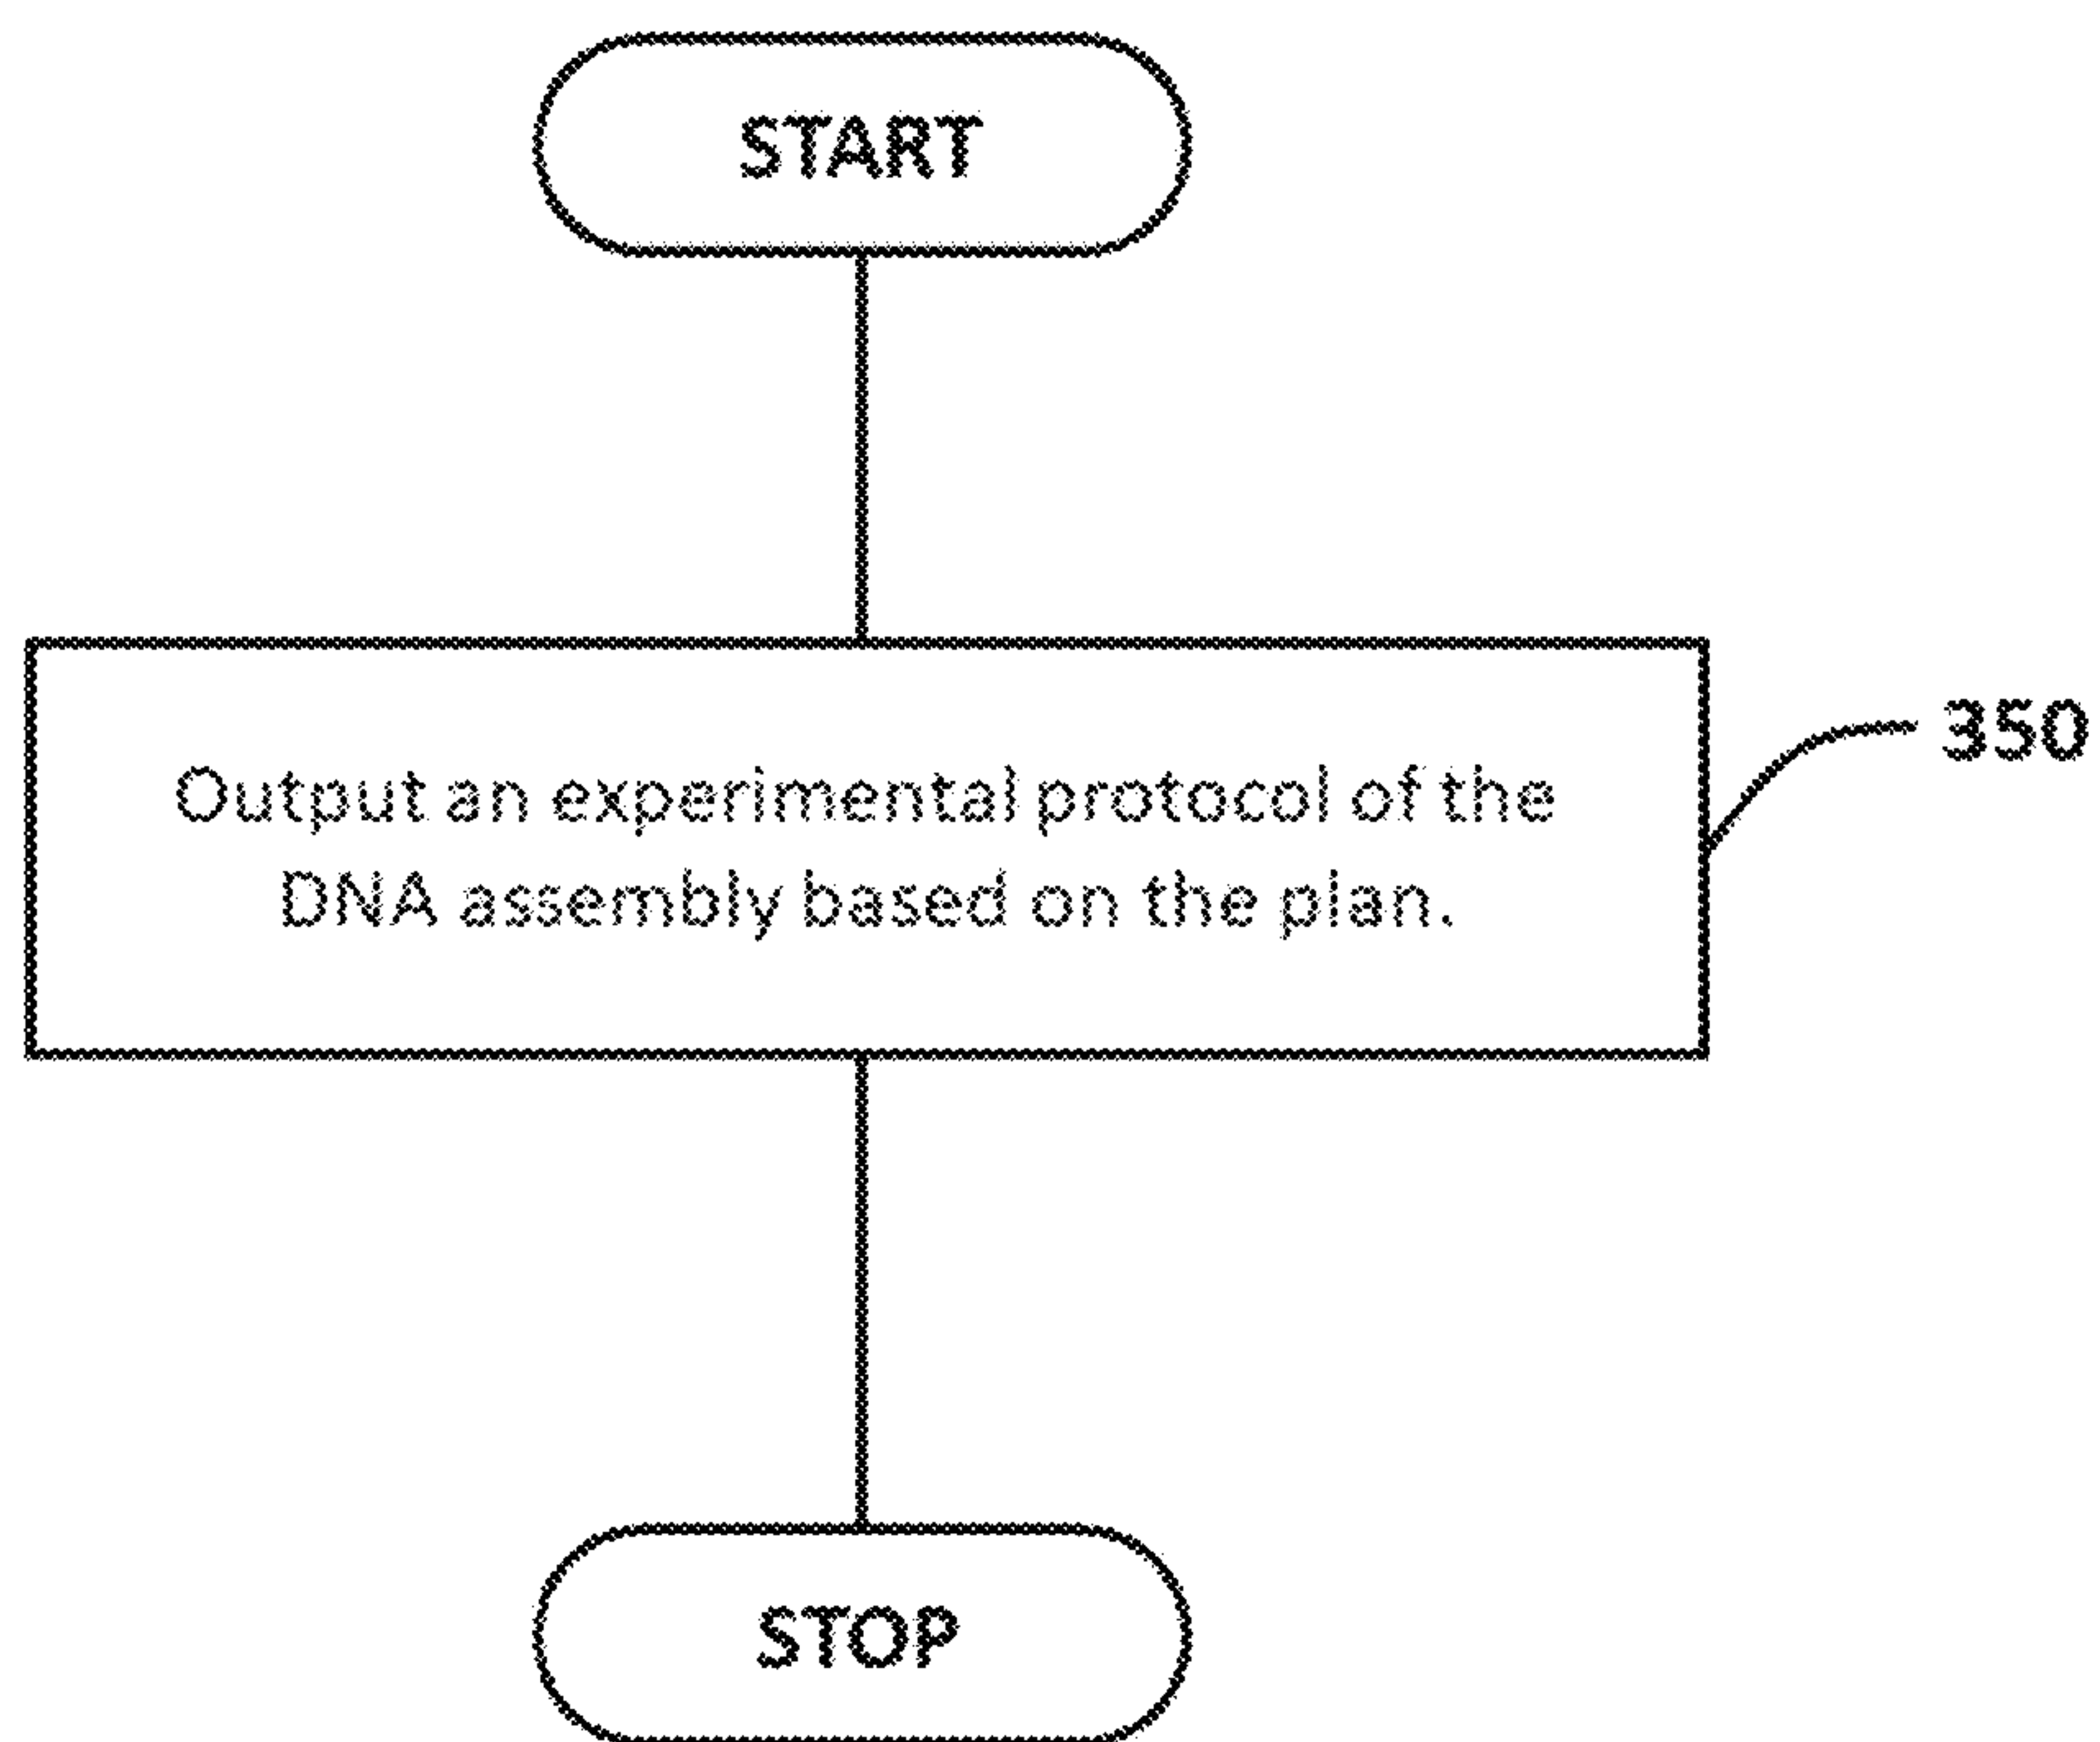 START
350
Output an experimental protocol of the
DNA assembly based on the plan.
STOP